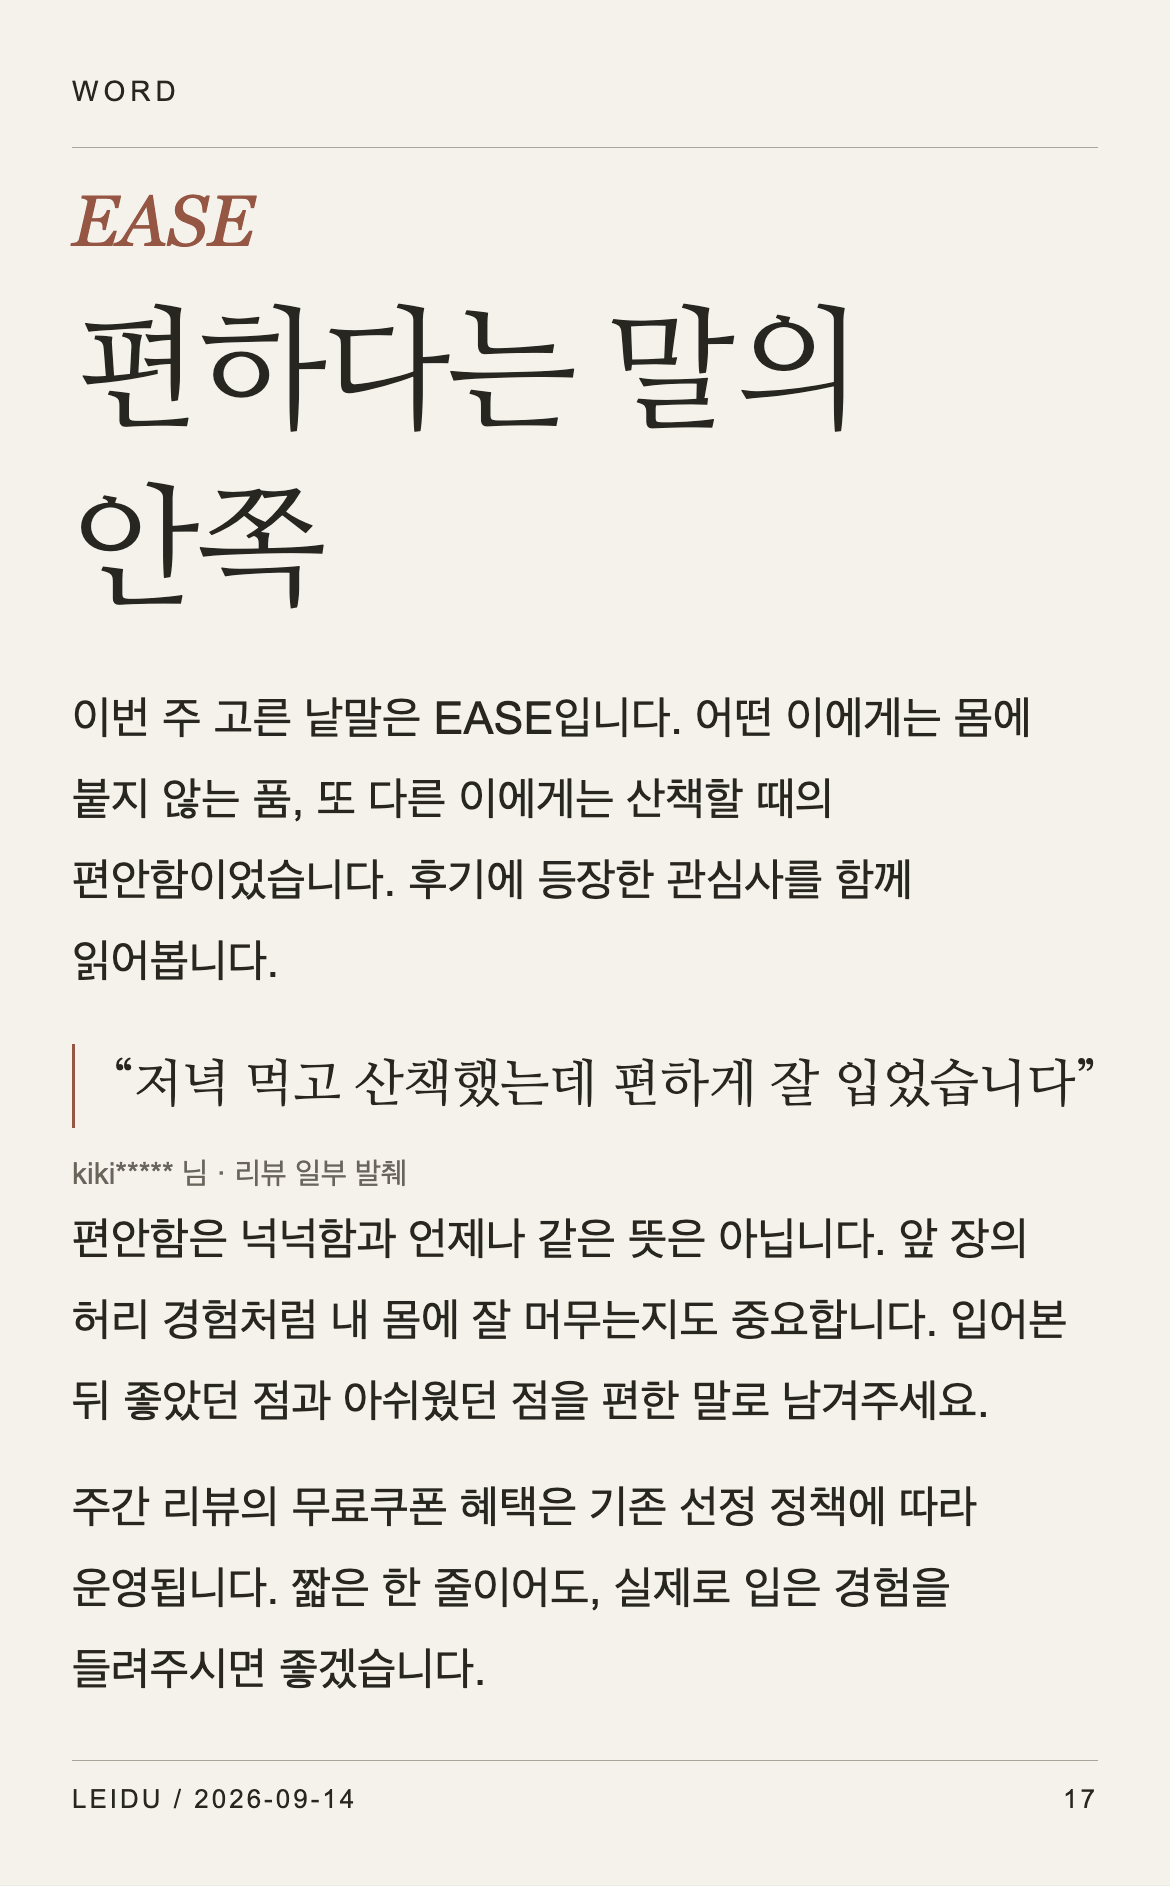 WORD
EASE
편하다는 말의
안쪽
이번 주 고른 낱말은 EASE입니다. 어떤 이에게는 몸에
붙지 않는 품, 또 다른 이에게는 산책할 때의
편안함이었습니다. 후기에 등장한 관심사를 함께
읽어봅니다.
“저녁 먹고 산책했는데 편하게 잘 입었습니다”
kiki***** 님 · 리뷰 일부 발췌
편안함은 넉넉함과 언제나 같은 뜻은 아닙니다. 앞 장의
허리 경험처럼 내 몸에 잘 머무는지도 중요합니다. 입어본
뒤 좋았던 점과 아쉬웠던 점을 편한 말로 남겨주세요.
주간 리뷰의 무료쿠폰 혜택은 기존 선정 정책에 따라
운영됩니다. 짧은 한 줄이어도, 실제로 입은 경험을
들려주시면 좋겠습니다.
LEIDU / 2026-09-14
17